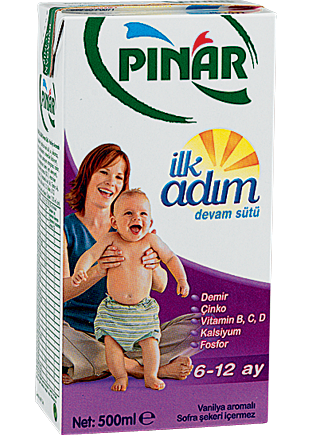 PINAR
ilk
adım
devam sütü
- Demir
- Çinko
- Vitamin B, C, D
- Kalsiyum
- Fosfor
6-12 ay
Net: 500ml e
Vanilya aromalı
Sofra şekeri içermez